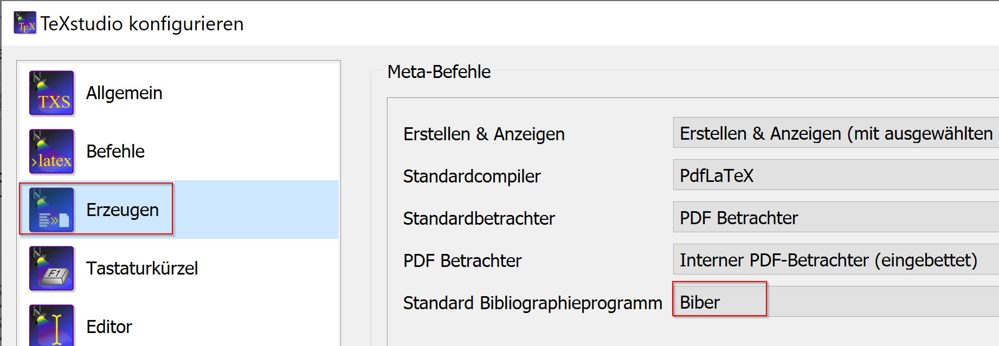 TEX TeXstudio konfigurieren
TXS Allgemein
>latex Befehle
Erzeugen
F1 Tastaturkürzel
Editor
Meta-Befehle
Erstellen & Anzeigen Erstellen & Anzeigen (mit ausgewählten
Standardcompiler PdfLaTeX
Standardbetrachter PDF Betrachter
PDF Betrachter Interner PDF-Betrachter (eingebettet)
Standard Bibliographieprogramm Biber